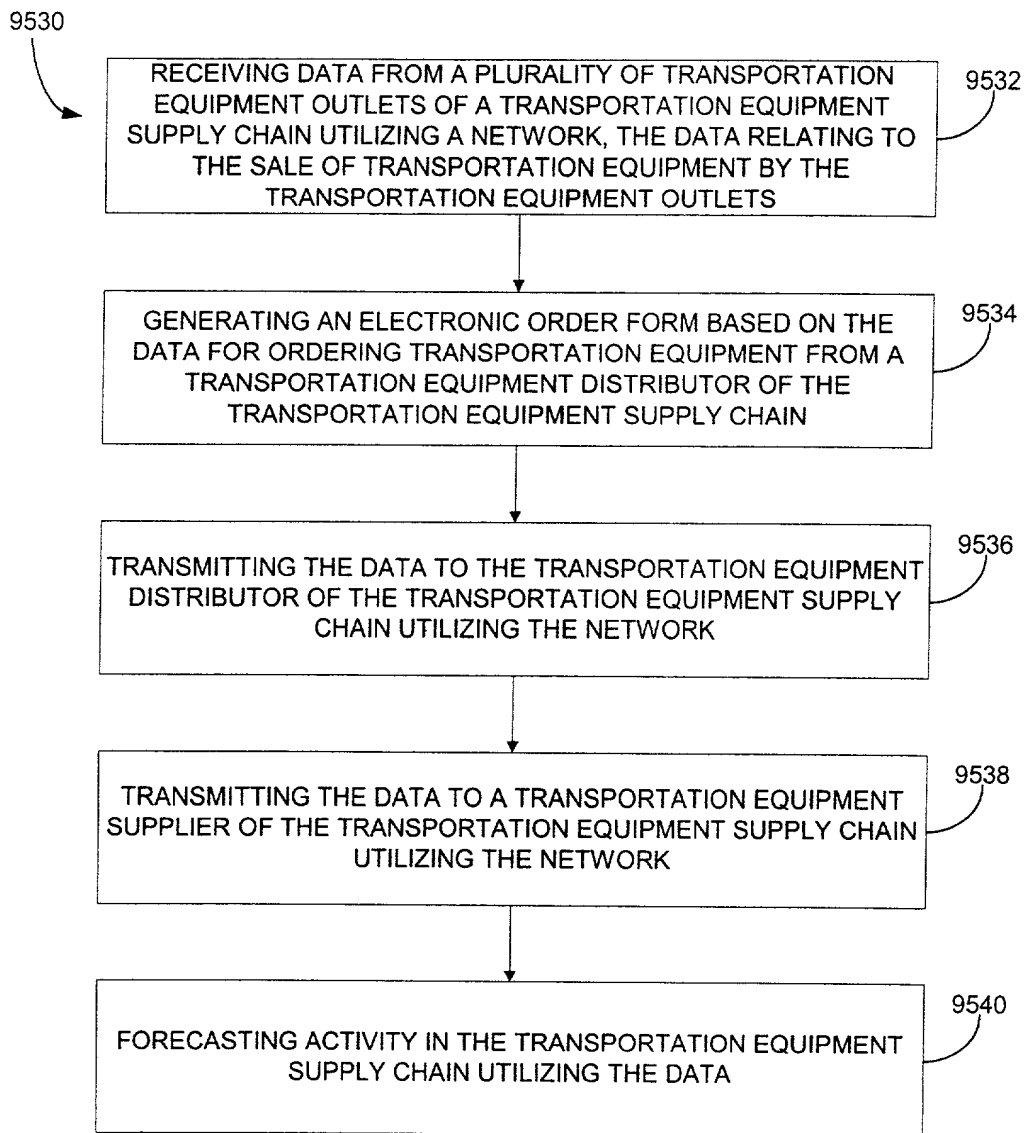 9530
RECEIVING DATA FROM A PLURALITY OF TRANSPORTATION
EQUIPMENT OUTLETS OF A TRANSPORTATION EQUIPMENT
SUPPLY CHAIN UTILIZING A NETWORK, THE DATA RELATING TO
THE SALE OF TRANSPORTATION EQUIPMENT BY THE
TRANSPORTATION EQUIPMENT OUTLETS
9532
GENERATING AN ELECTRONIC ORDER FORM BASED ON THE
DATA FOR ORDERING TRANSPORTATION EQUIPMENT FROM A
TRANSPORTATION EQUIPMENT DISTRIBUTOR OF THE
TRANSPORTATION EQUIPMENT SUPPLY CHAIN
9534
TRANSMITTING THE DATA TO THE TRANSPORTATION EQUIPMENT
DISTRIBUTOR OF THE TRANSPORTATION EQUIPMENT SUPPLY
CHAIN UTILIZING THE NETWORK
9536
TRANSMITTING THE DATA TO A TRANSPORTATION EQUIPMENT
SUPPLIER OF THE TRANSPORTATION EQUIPMENT SUPPLY CHAIN
UTILIZING THE NETWORK
9538
FORECASTING ACTIVITY IN THE TRANSPORTATION EQUIPMENT
SUPPLY CHAIN UTILIZING THE DATA
9540